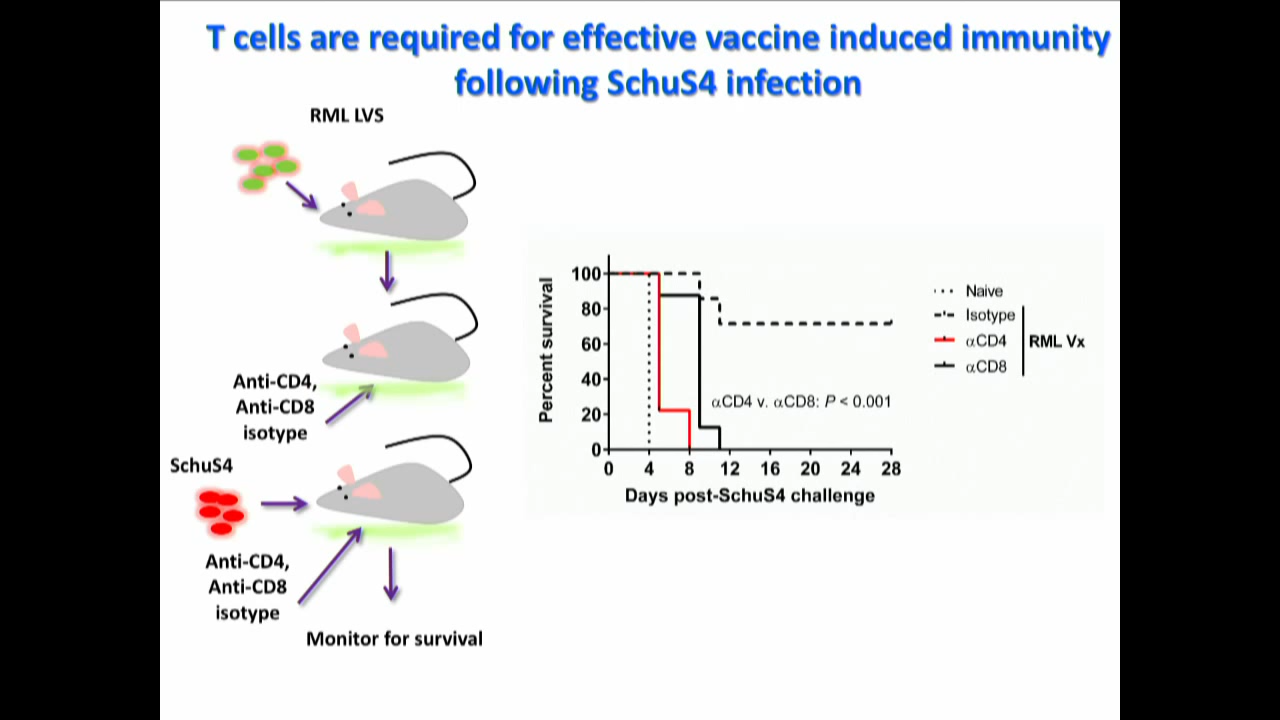 T cells are required for effective vaccine induced immunity
following SchuS4 infection
RML LVS
Anti-CD4,
Anti-CD8
isotype
SchuS4
Anti-CD4,
Anti-CD8
isotype
Monitor for survival
Percent survival
100
80
60
40
20
0
0 4 8 12 16 20 24 28
Days post-SchuS4 challenge
αCD4 v. αCD8: P < 0.001
Naive
Isotype
αCD4
αCD8
RML Vx